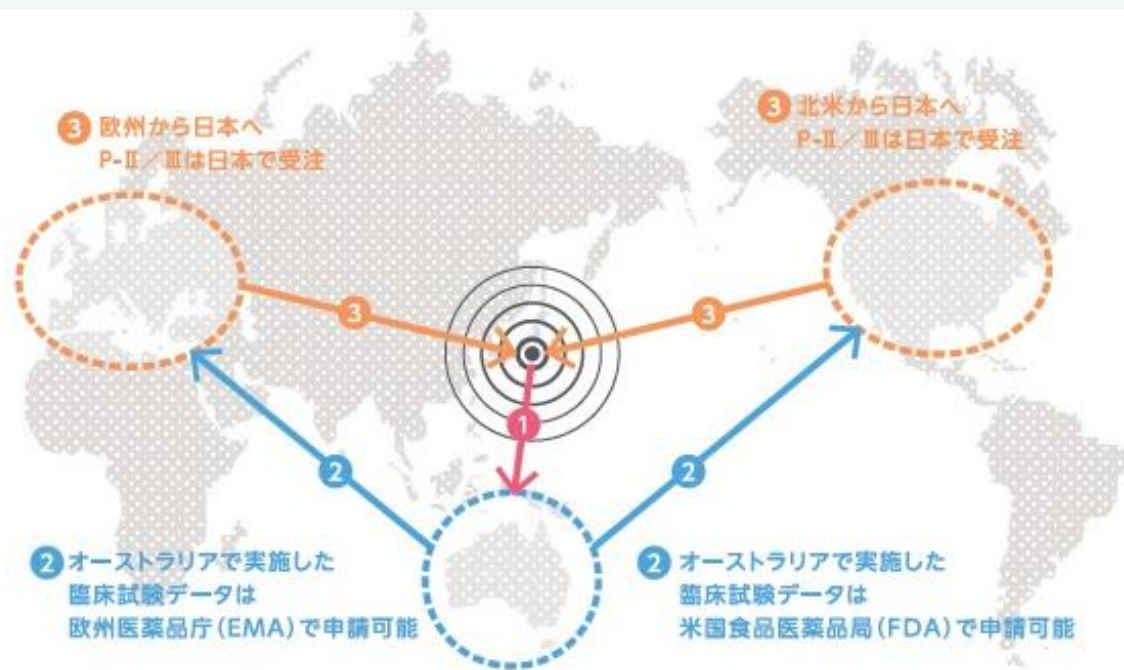 ③ 欧州から日本へ
P-Ⅱ／Ⅲは日本で受注
③ 北米から日本へ
P-Ⅱ／Ⅲは日本で受注
③
③
①
②
②
② オーストラリアで実施した
臨床試験データは
欧州医薬品庁（EMA）で申請可能
② オーストラリアで実施した
臨床試験データは
米国食品医薬品局（FDA）で申請可能